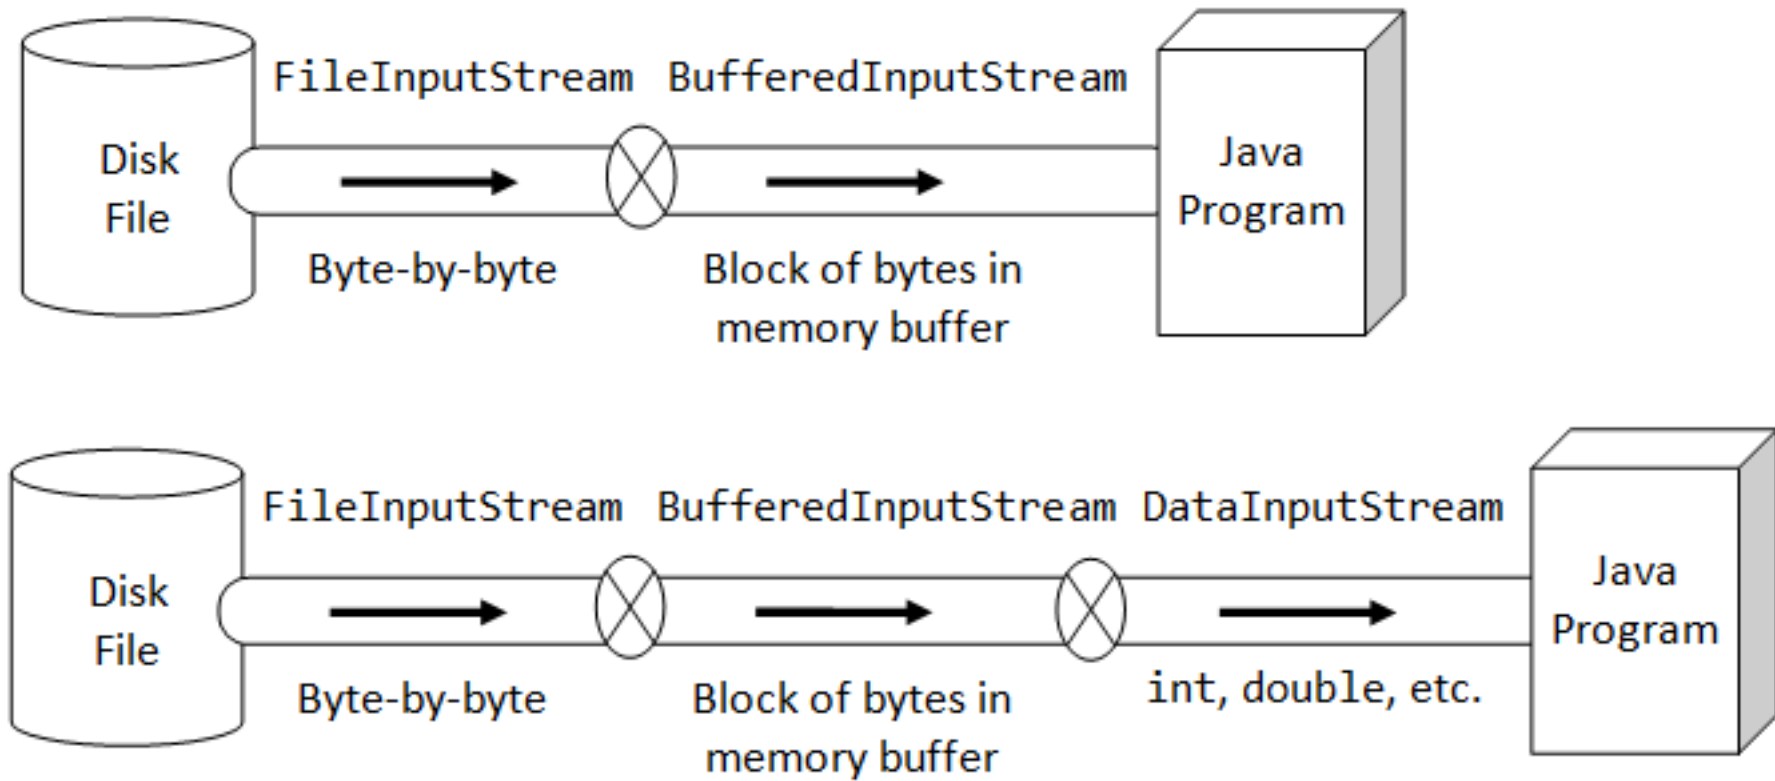 FileInputStream BufferedInputStream
Disk
File
Java
Program
Byte-by-byte
Block of bytes in
memory buffer
FileInputStream BufferedInputStream DataInputStream
Disk
File
Java
Program
Byte-by-byte
Block of bytes in
memory buffer
int, double, etc.